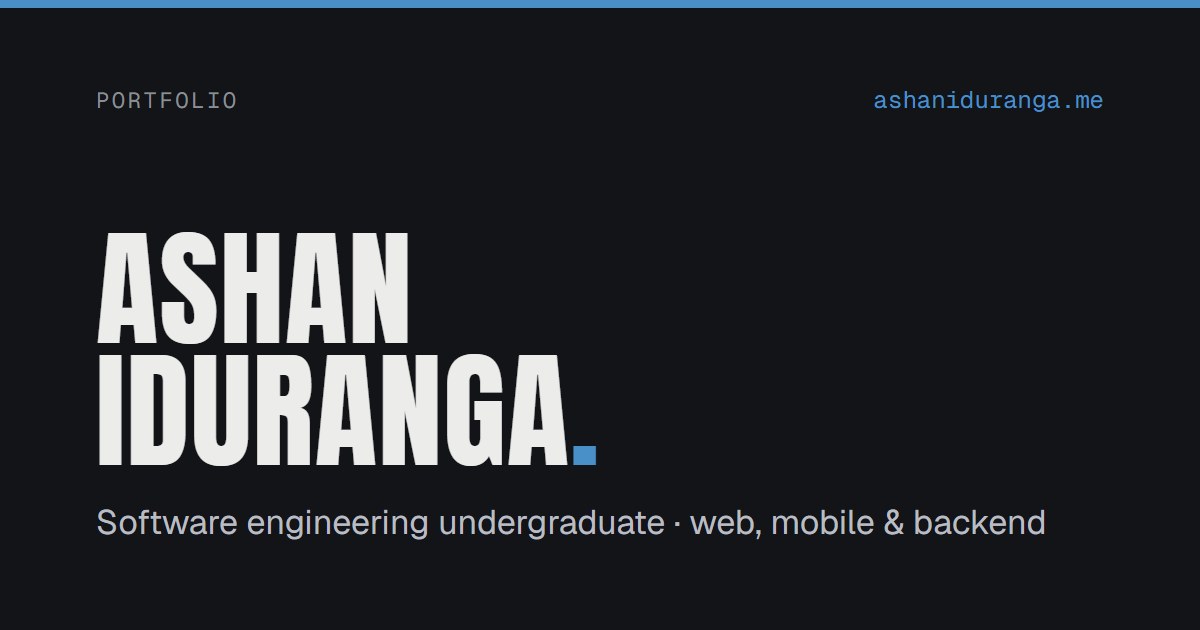 PORTFOLIO
ashaniduranga.me
ASHAN
IDURANGA.
Software engineering undergraduate · web, mobile & backend